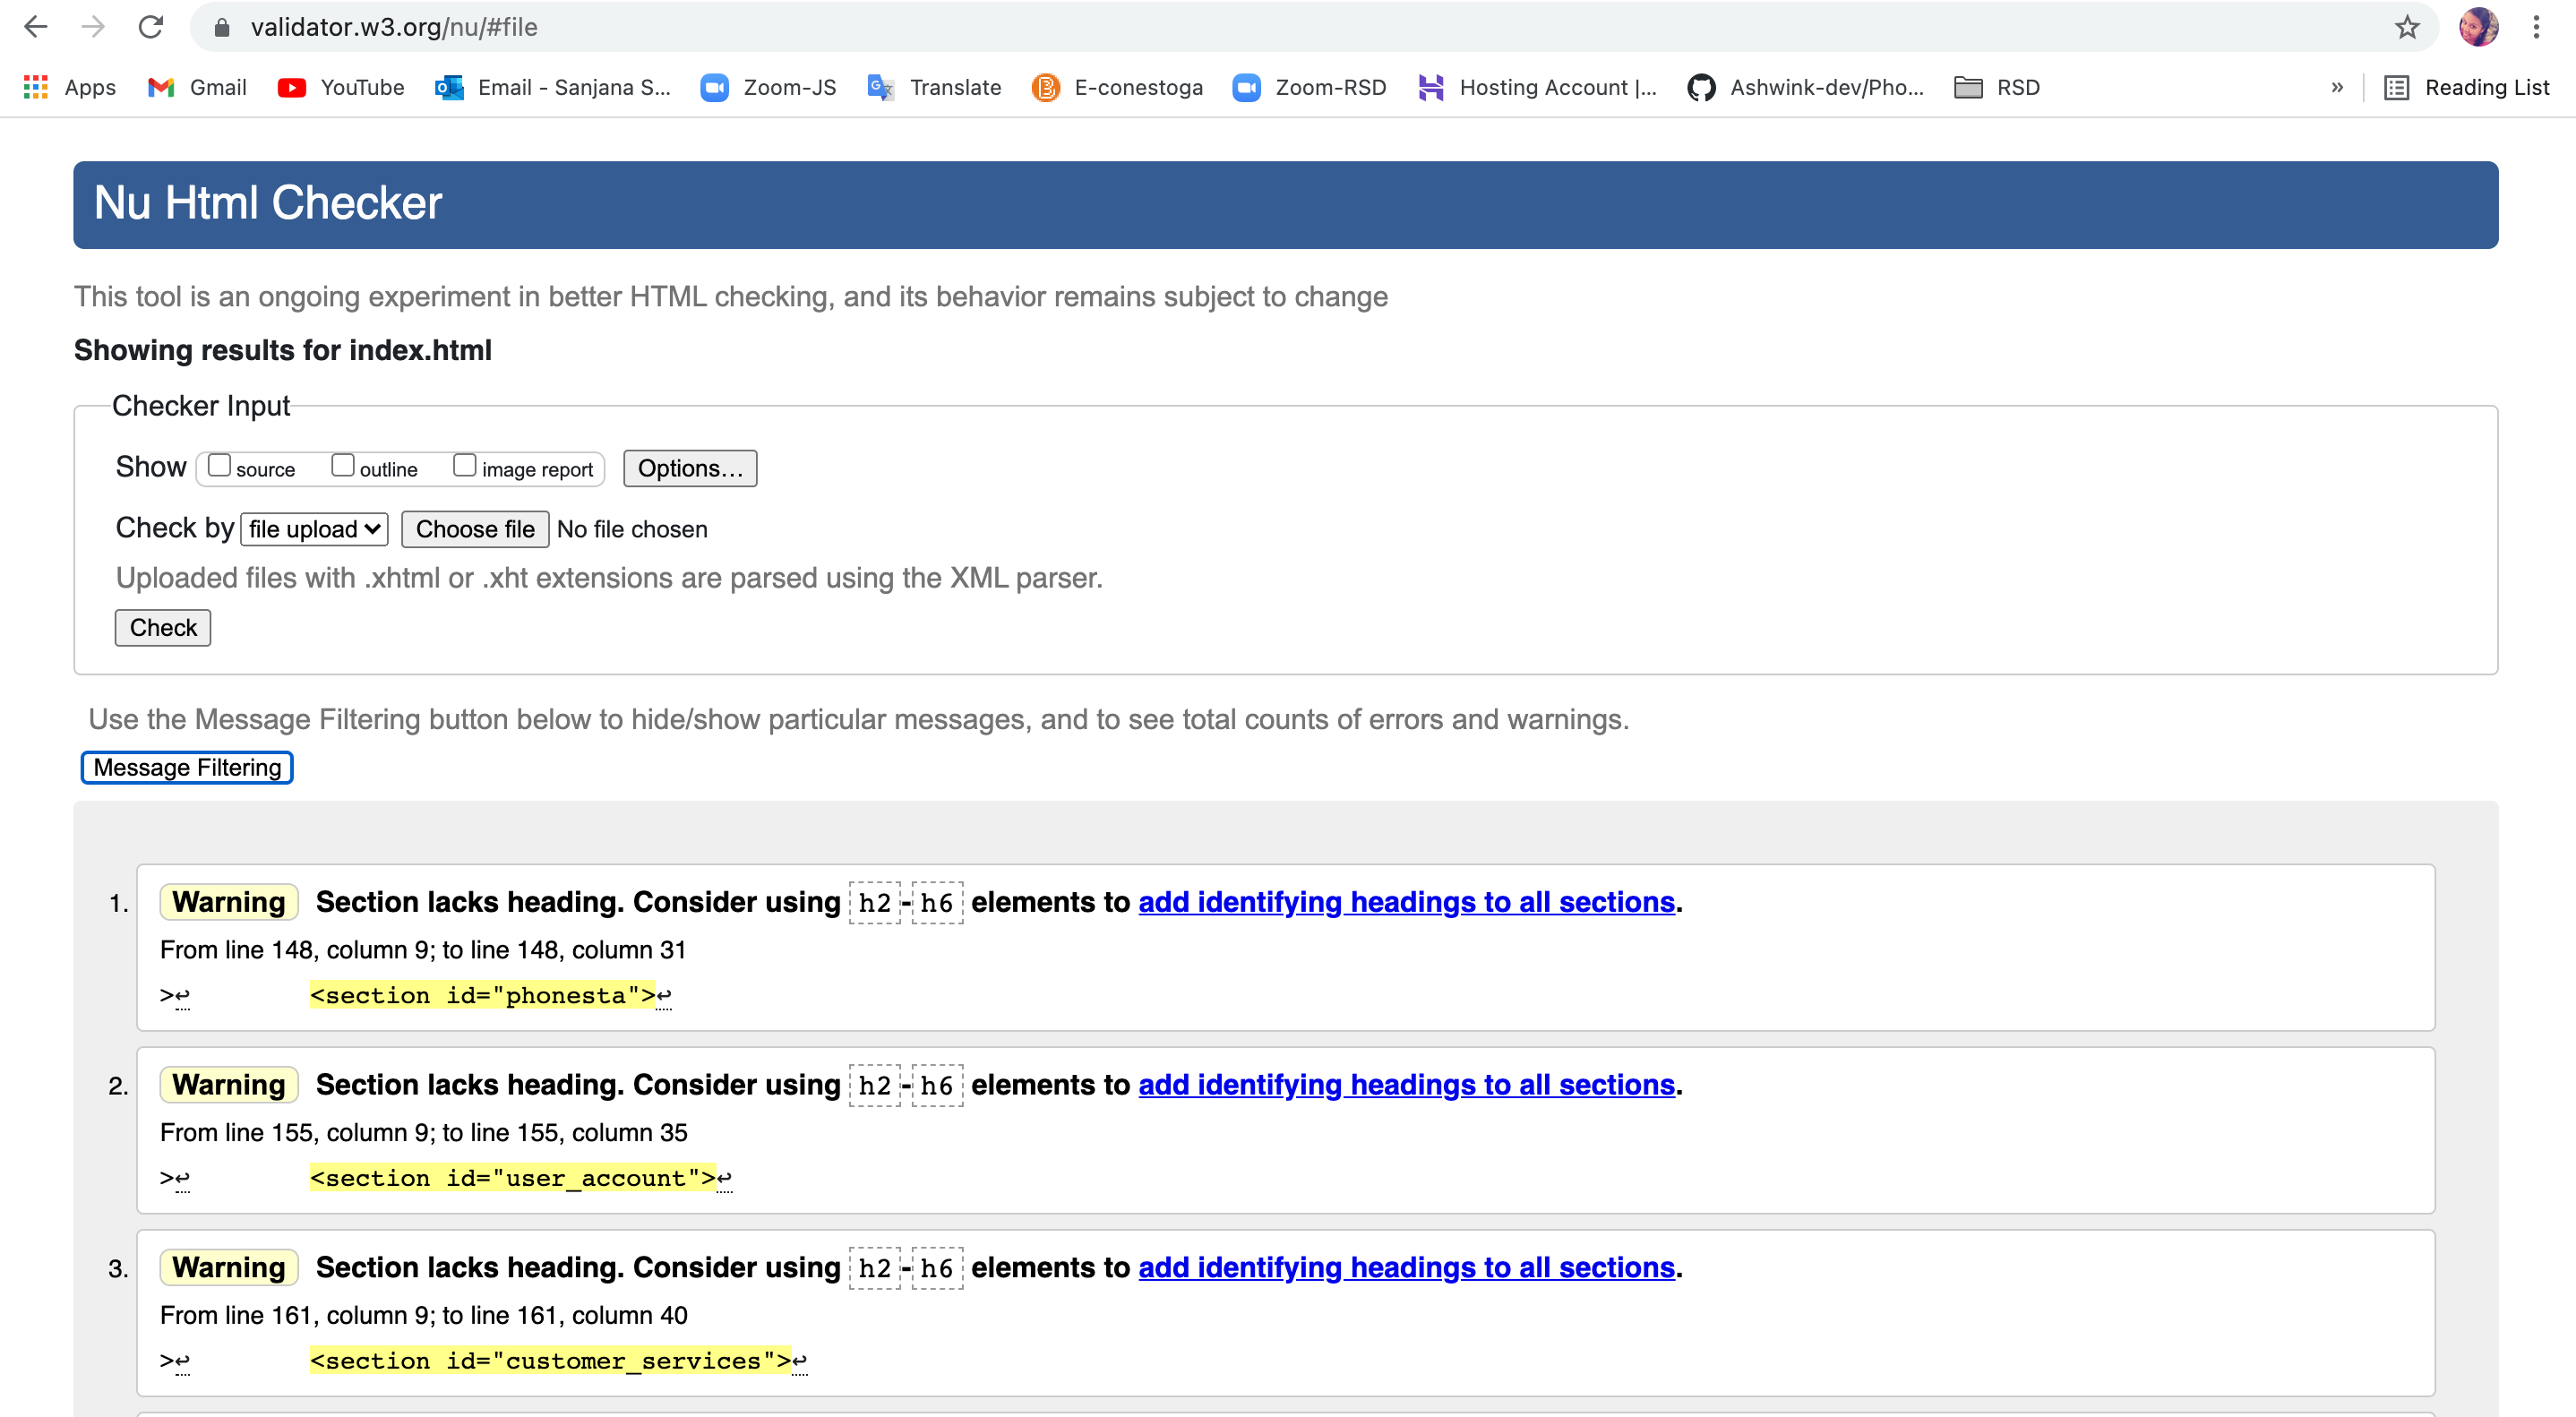 validator.w3.org/nu/#file
Apps Gmail YouTube Email - Sanjana S... Zoom-JS Translate E-conestoga Zoom-RSD Hosting Account |... Ashwink-dev/Pho... RSD » Reading List
Nu Html Checker
This tool is an ongoing experiment in better HTML checking, and its behavior remains subject to change
Showing results for index.html
Checker Input
Show source outline image report Options...
Check by file upload Choose file No file chosen
Uploaded files with .xhtml or .xht extensions are parsed using the XML parser.
Check
Use the Message Filtering button below to hide/show particular messages, and to see total counts of errors and warnings.
Message Filtering
1. Warning Section lacks heading. Consider using h2-h6 elements to add identifying headings to all sections.
From line 148, column 9; to line 148, column 31
>↩ <section id="phonesta">↩
2. Warning Section lacks heading. Consider using h2-h6 elements to add identifying headings to all sections.
From line 155, column 9; to line 155, column 35
>↩ <section id="user_account">↩
3. Warning Section lacks heading. Consider using h2-h6 elements to add identifying headings to all sections.
From line 161, column 9; to line 161, column 40
>↩ <section id="customer_services">↩